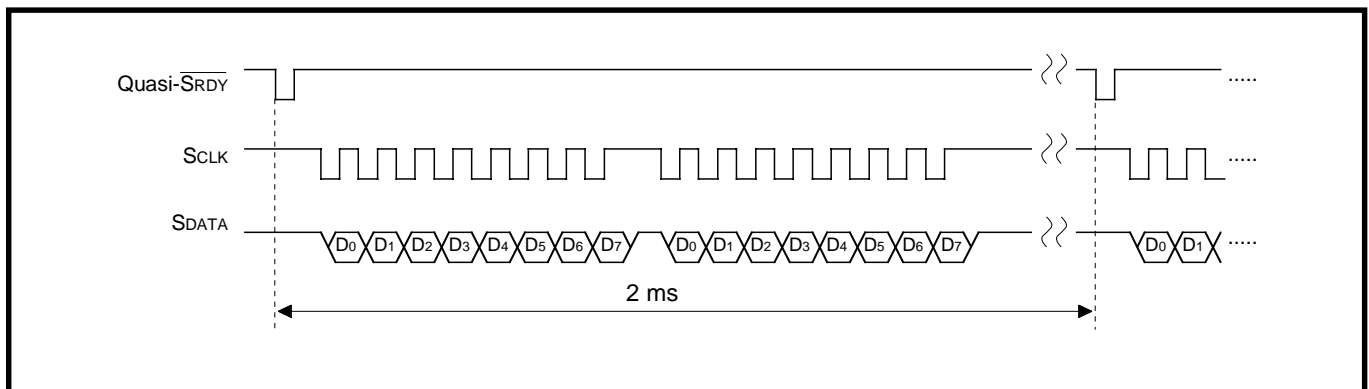 Quasi-SRDY
.....
SCLK
.....
SDATA
D0 D1 D2 D3 D4 D5 D6 D7 D0 D1 D2 D3 D4 D5 D6 D7 D0 D1
.....
2 ms